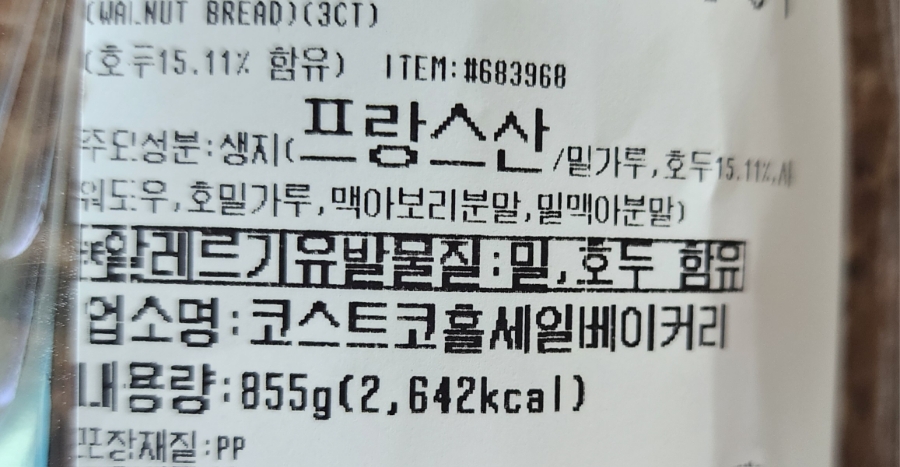 (WALNUT BREAD)(3CT)
(호두15.11% 함유) ITEM:#683968
주요성분:생지(프랑스산/밀가루,호두15.11%,사
워도우,호밀가루,맥아보리분말,밀맥아분말)
※알레르기유발물질:밀,호두 함유
업소명:코스트코홀세일베이커리
내용량:855g(2,642kcal)
포장재질:PP